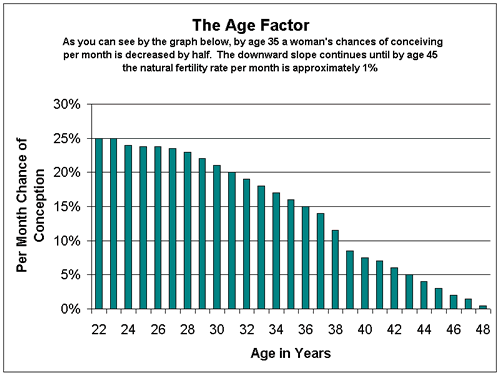 The Age Factor
As you can see by the graph below, by age 35 a woman's chances of conceiving
per month is decreased by half. The downward slope continues until by age 45
the natural fertility rate per month is approximately 1%
30%
25%
20%
15%
10%
5%
0%
Per Month Chance of
Conception
22 24 26 28 30 32 34 36 38 40 42 44 46 48
Age in Years